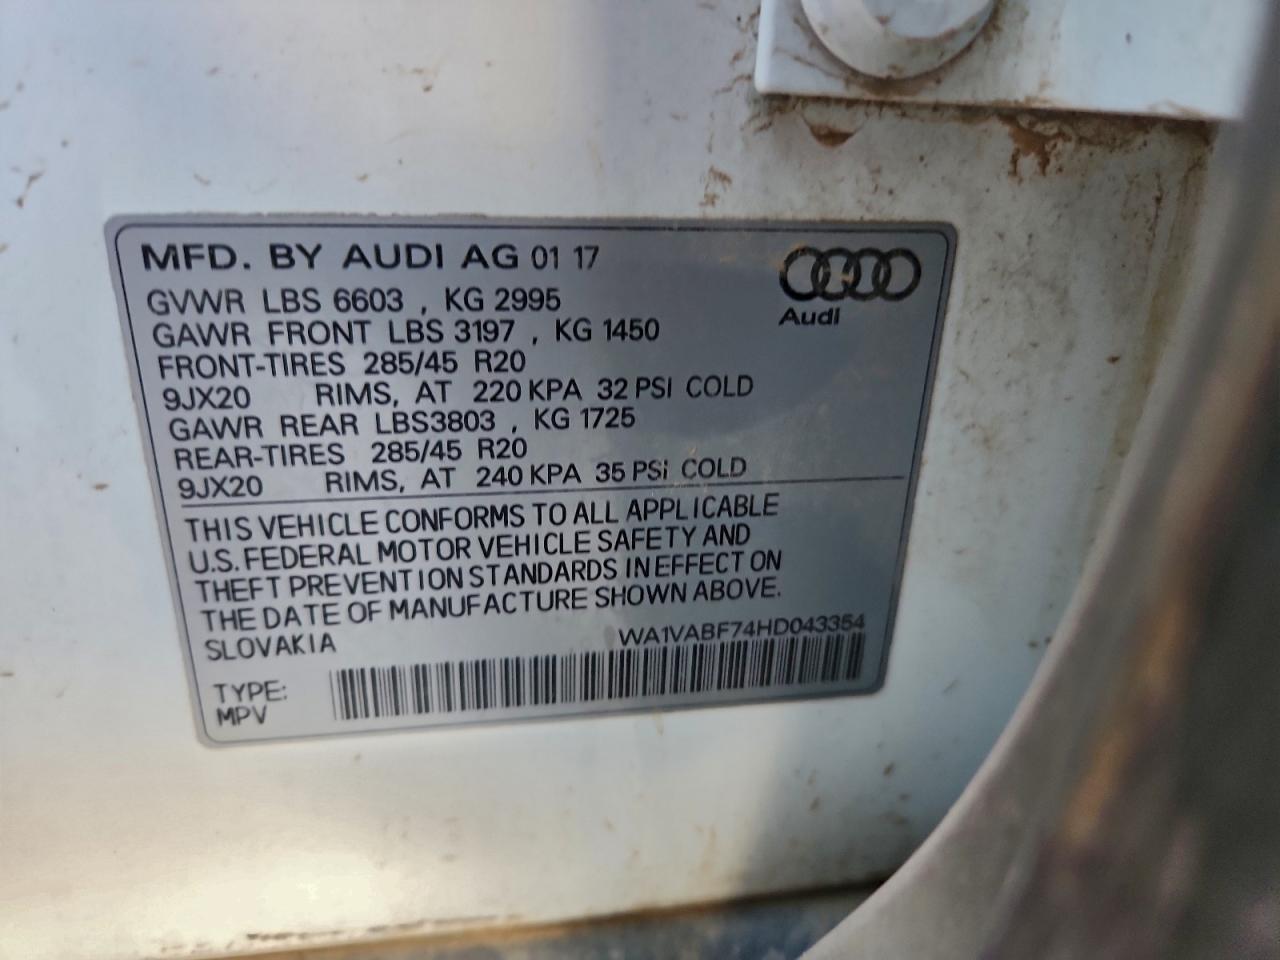 MFD. BY AUDI AG 01 17
Audi
GVWR LBS 6603 , KG 2995
GAWR FRONT LBS 3197 , KG 1450
FRONT-TIRES 285/45 R20
9JX20 RIMS, AT 220 KPA 32 PSI COLD
GAWR REAR LBS3803 , KG 1725
REAR-TIRES 285/45 R20
9JX20 RIMS, AT 240 KPA 35 PSi COLD
THIS VEHICLE CONFORMS TO ALL APPLICABLE
U.S. FEDERAL MOTOR VEHICLE SAFETY AND
THEFT PREVENTION STANDARDS IN EFFECT ON
THE DATE OF MANUFACTURE SHOWN ABOVE.
SLOVAKIA WA1VABF74HD043354
TYPE:
MPV